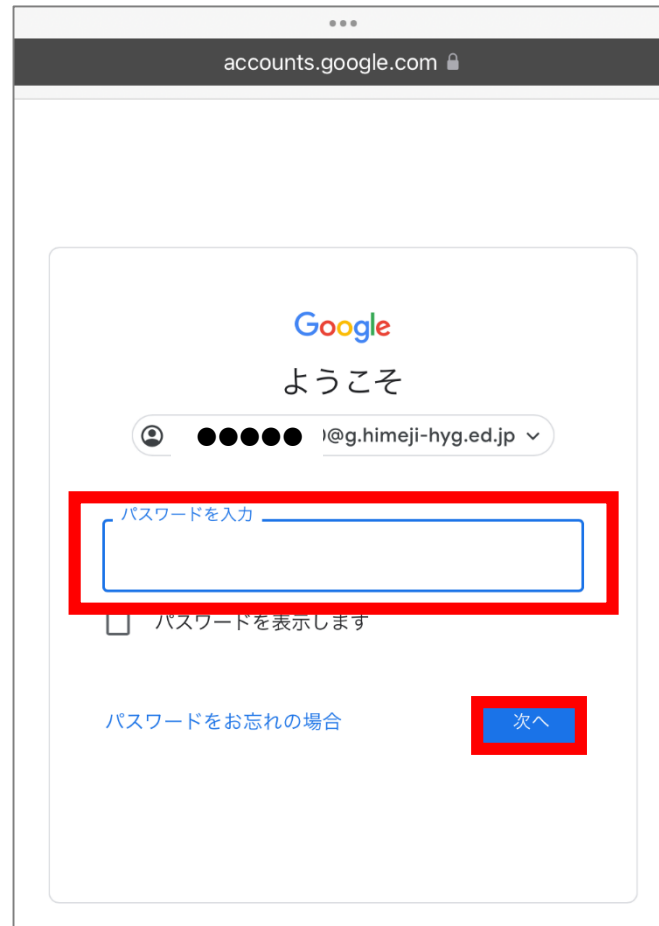 accounts.google.com
Google
ようこそ
@g.himeji-hyg.ed.jp
パスワードを入力
パスワードを表示します
パスワードをお忘れの場合
次へ